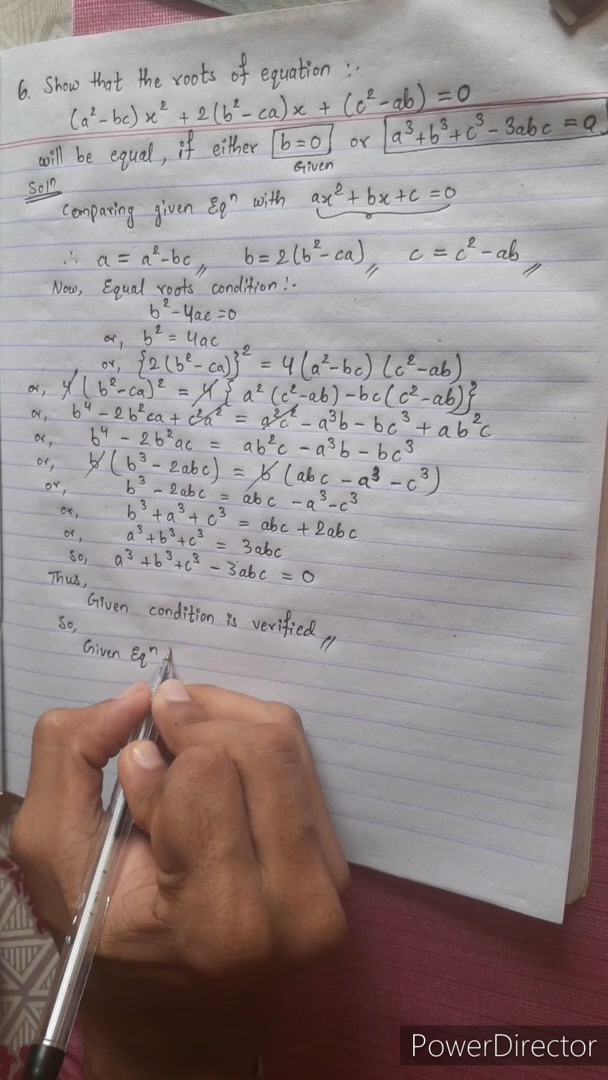 6. Show that the roots of equation :-
(a²-bc) x² + 2(b²-ca)x + (c²-ab) = 0
will be equal, if either b=0 or a³+b³+c³-3abc = 0
Given
Solⁿ
Comparing given Eqⁿ with ax²+bx+c=0
∴ a = a²-bc,, b=2(b²-ca),, c = c²-ab,,
Now, Equal roots condition:-
b²-4ac=0
or, b² = 4ac
or, {2(b²-ca)}² = 4(a²-bc) (c²-ab)
or, 4(b²-ca)² = 4{a²(c²-ab)-bc(c²-ab)}
or, b⁴ - 2b²ca + c²a² = a²c² - a³b - bc³ + ab²c
or, b⁴ - 2b²ac = ab²c - a³b - bc³
or, b(b³ - 2abc) = b(abc - a³ - c³)
or, b³ - 2abc = abc - a³ - c³
or, b³ + a³ + c³ = abc + 2abc
or, a³+b³+c³ = 3abc
So, a³+b³+c³ - 3abc = 0
Thus,
Given condition is verified,,
So,
Given Eqⁿ
PowerDirector